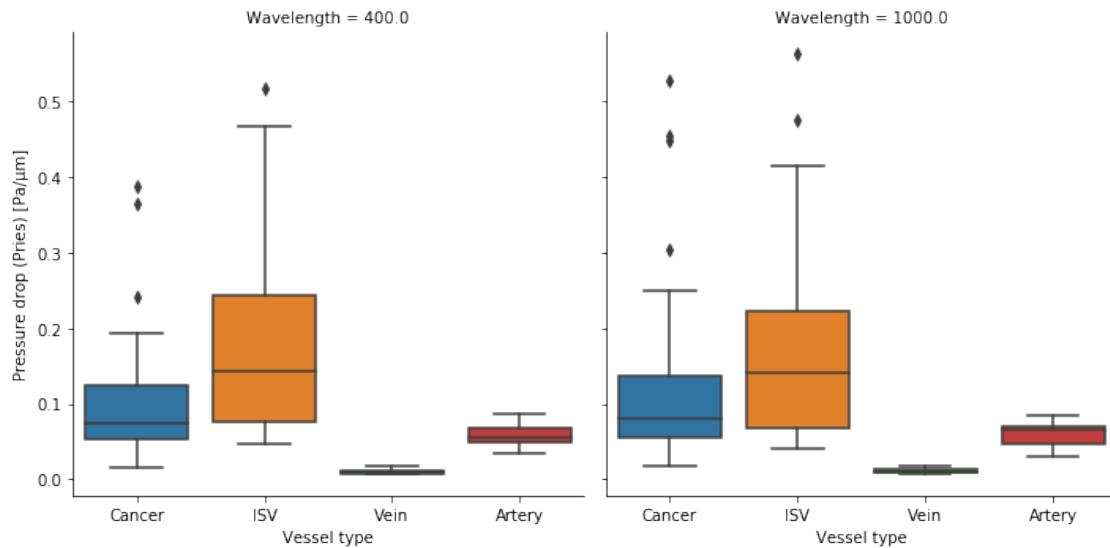 Wavelength = 400.0
Wavelength = 1000.0
Pressure drop (Pries) [Pa/µm]
0.5
0.4
0.3
0.2
0.1
0.0
Cancer ISV Vein Artery
Vessel type
Cancer ISV Vein Artery
Vessel type